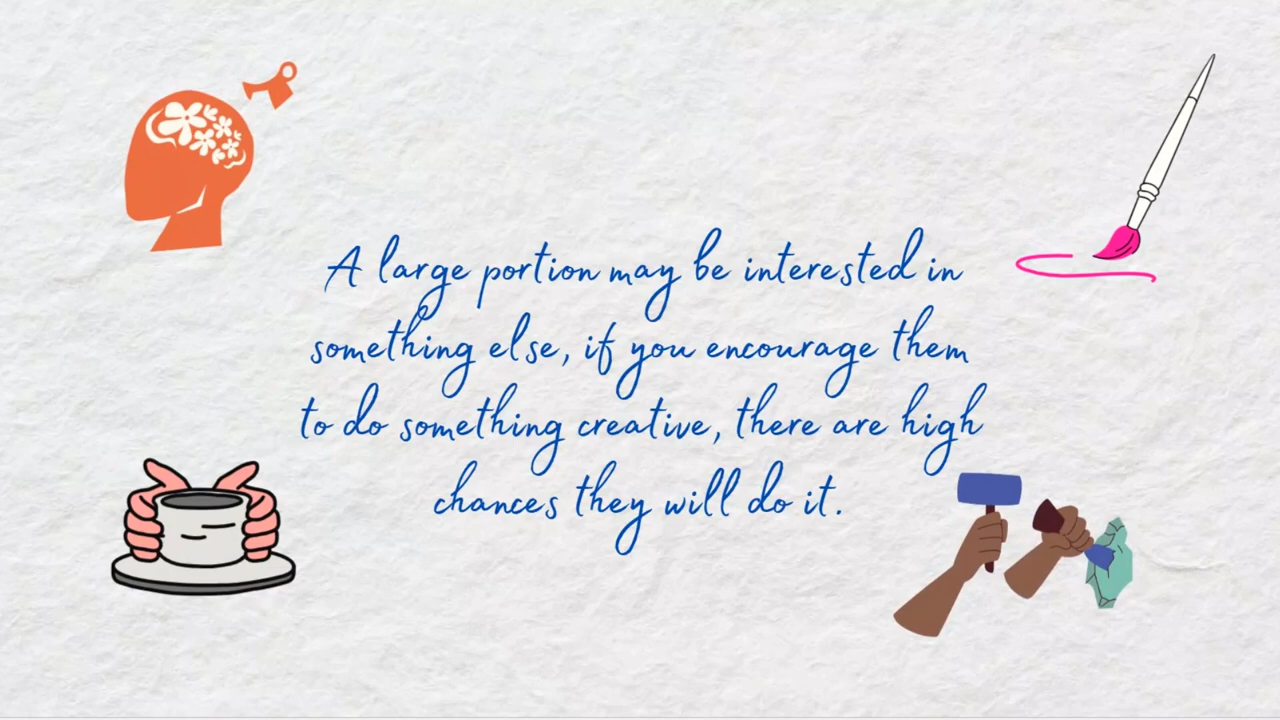 A large portion may be interested in
something else, if you encourage them
to do something creative, there are high
chances they will do it.